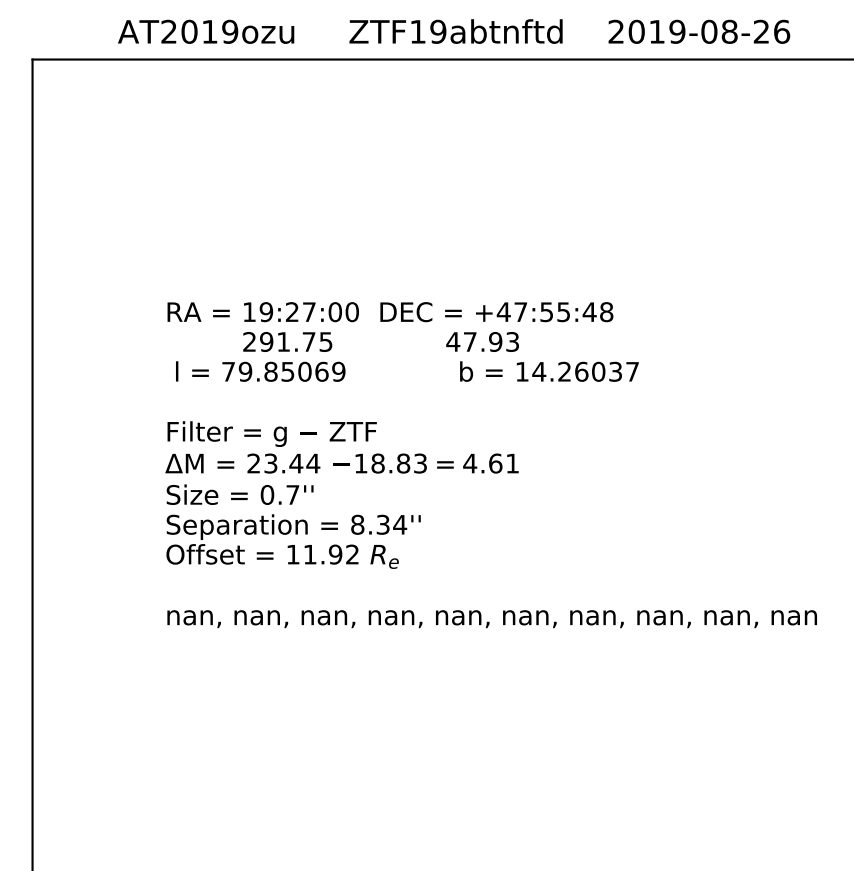 AT2019ozu ZTF19abtnftd 2019-08-26
RA = 19:27:00 DEC = +47:55:48
291.75 47.93
l = 79.85069 b = 14.26037
Filter = g − ZTF
ΔM = 23.44 −18.83 = 4.61
Size = 0.7''
Separation = 8.34''
Offset = 11.92 Rₑ
nan, nan, nan, nan, nan, nan, nan, nan, nan, nan